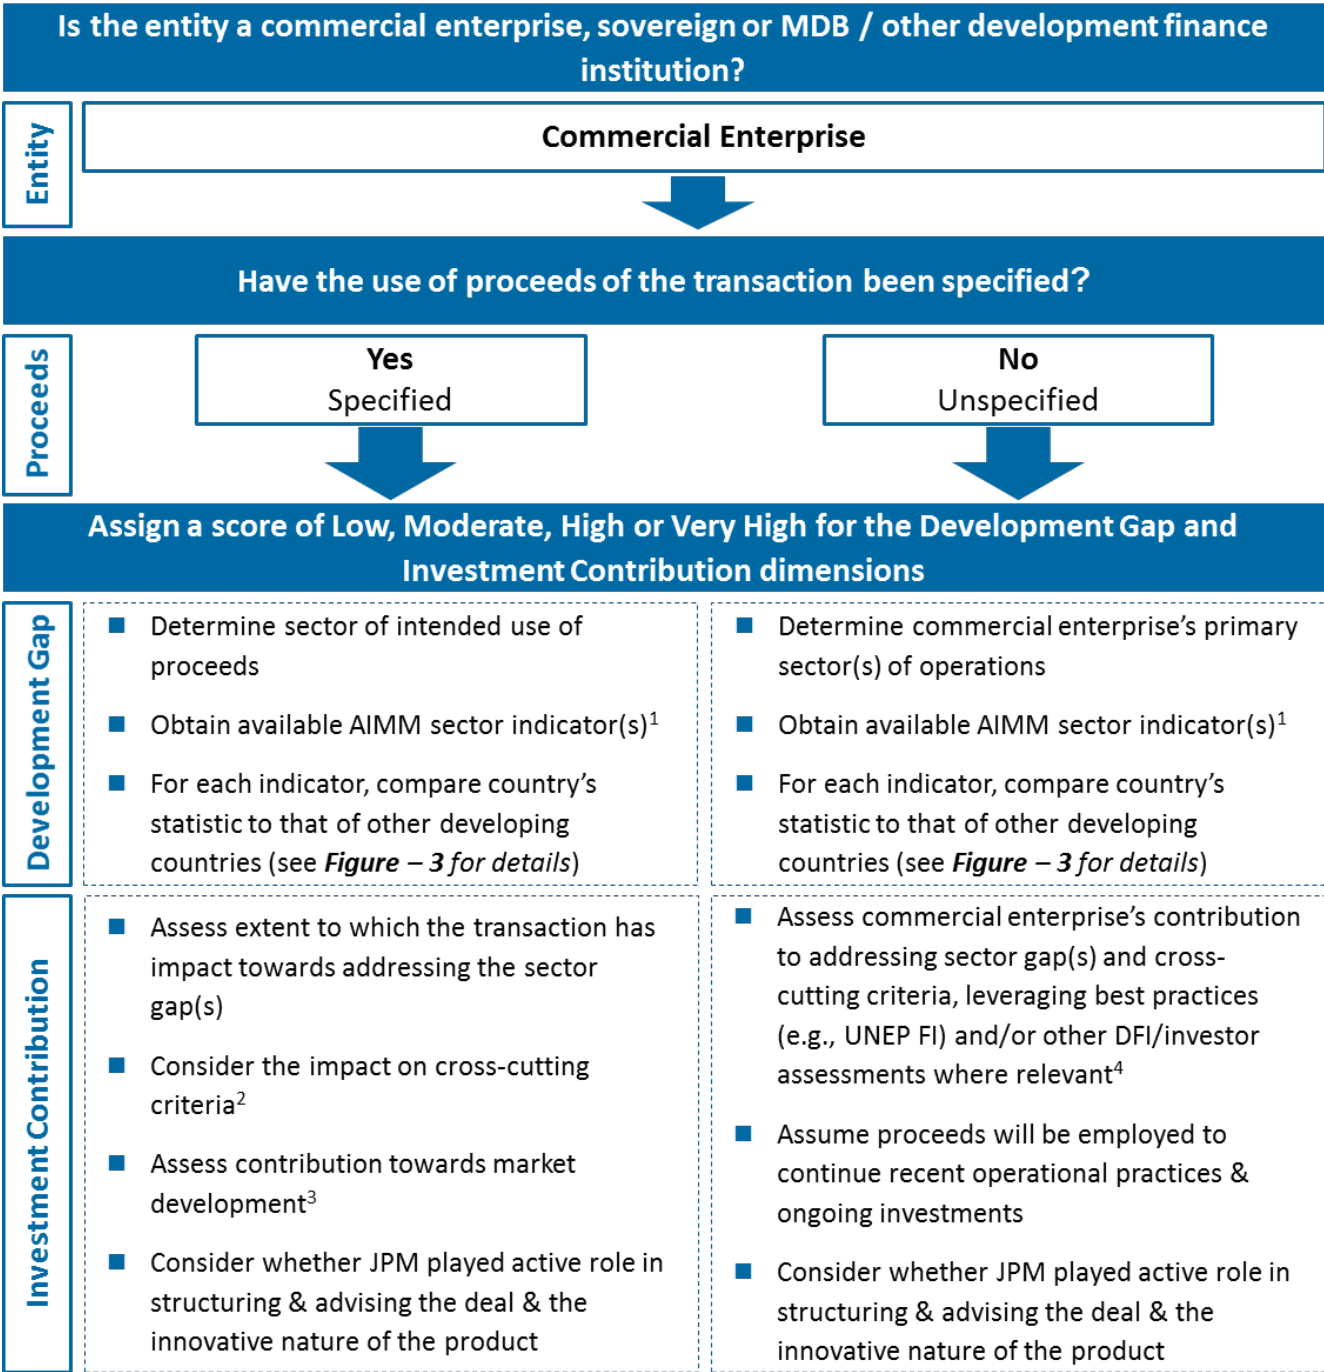 Is the entity a commercial enterprise, sovereign or MDB / other development finance
institution?
Entity
Commercial Enterprise
Have the use of proceeds of the transaction been specified?
Proceeds
Yes
Specified
No
Unspecified
Assign a score of Low, Moderate, High or Very High for the Development Gap and
Investment Contribution dimensions
Development Gap
■ Determine sector of intended use of
proceeds
■ Obtain available AIMM sector indicator(s)¹
■ For each indicator, compare country’s
statistic to that of other developing
countries (see Figure – 3 for details)
■ Determine commercial enterprise’s primary
sector(s) of operations
■ Obtain available AIMM sector indicator(s)¹
■ For each indicator, compare country’s
statistic to that of other developing
countries (see Figure – 3 for details)
Investment Contribution
■ Assess extent to which the transaction has
impact towards addressing the sector
gap(s)
■ Consider the impact on cross-cutting
criteria²
■ Assess contribution towards market
development³
■ Consider whether JPM played active role in
structuring & advising the deal & the
innovative nature of the product
■ Assess commercial enterprise’s contribution
to addressing sector gap(s) and cross-
cutting criteria, leveraging best practices
(e.g., UNEP FI) and/or other DFI/investor
assessments where relevant⁴
■ Assume proceeds will be employed to
continue recent operational practices &
ongoing investments
■ Consider whether JPM played active role in
structuring & advising the deal & the
innovative nature of the product